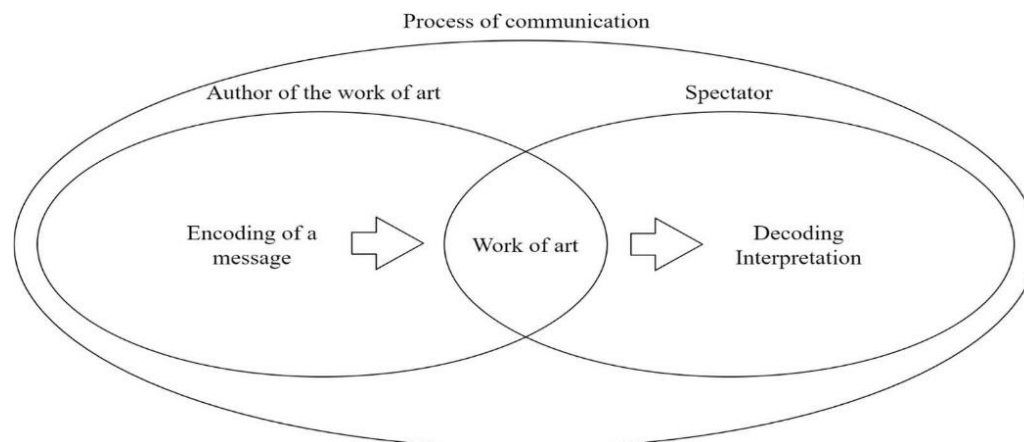 Process of communication
Author of the work of art
Spectator
Encoding of a
message
Work of art
Decoding
Interpretation